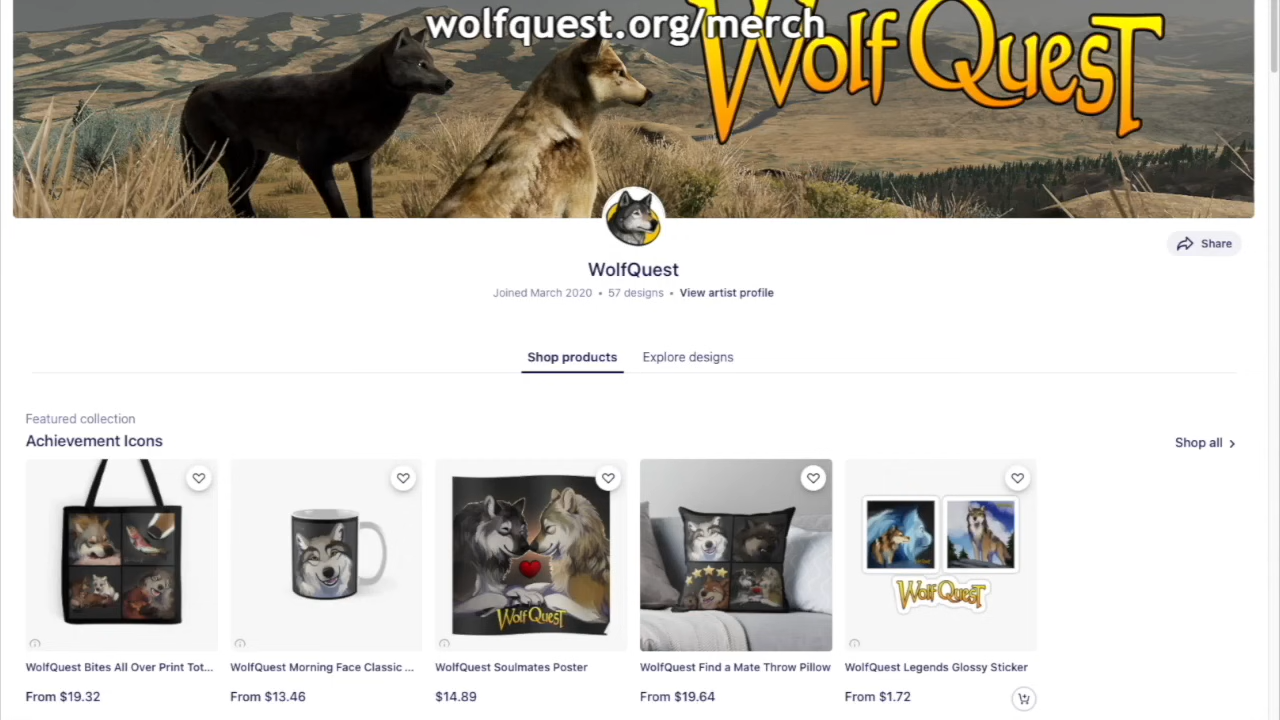 wolfquest.org/merch
WolfQuest
Share
WolfQuest
Joined March 2020 • 57 designs • View artist profile
Shop products
Explore designs
Featured collection
Achievement Icons
Shop all
WolfQuest
WolfQuest
WolfQuest Bites All Over Print Tot...
WolfQuest Morning Face Classic ...
WolfQuest Soulmates Poster
WolfQuest Find a Mate Throw Pillow
WolfQuest Legends Glossy Sticker
From $19.32
From $13.46
$14.89
From $19.64
From $1.72